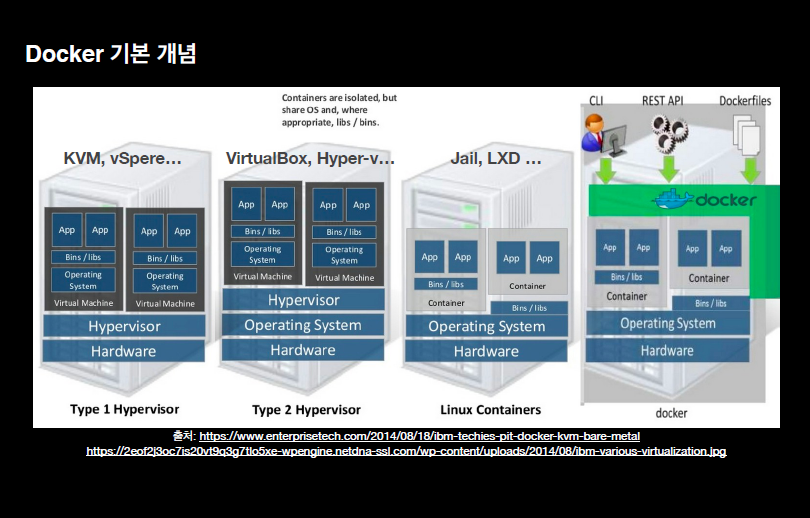 Docker 기본 개념
Containers are isolated, but
share OS and, where
appropriate, libs / bins.
CLI
REST API
Dockerfiles
KVM, vSpere…
App
App
Bins / libs
Operating
System
Virtual Machine
App
App
Bins / libs
Operating
System
Virtual Machine
Hypervisor
Hardware
Type 1 Hypervisor
VirtualBox, Hyper-v…
App
App
Bins / libs
Operating
System
Virtual Machine
App
App
Bins / libs
Operating
System
Virtual Machine
Hypervisor
Operating System
Hardware
Type 2 Hypervisor
Jail, LXD …
App
App
Bins / libs
Container
App
App
Container
Bins / libs
Operating System
Hardware
Linux Containers
docker
App
App
Bins / libs
Container
App
App
Container
Bins / libs
Operating System
Hardware
docker
출처: https://www.enterprisetech.com/2014/08/18/ibm-techies-pit-docker-kvm-bare-metal
https://2eof2j3oc7is20vt9q3g7tlo5xe-wpengine.netdna-ssl.com/wp-content/uploads/2014/08/ibm-various-virtualization.jpg